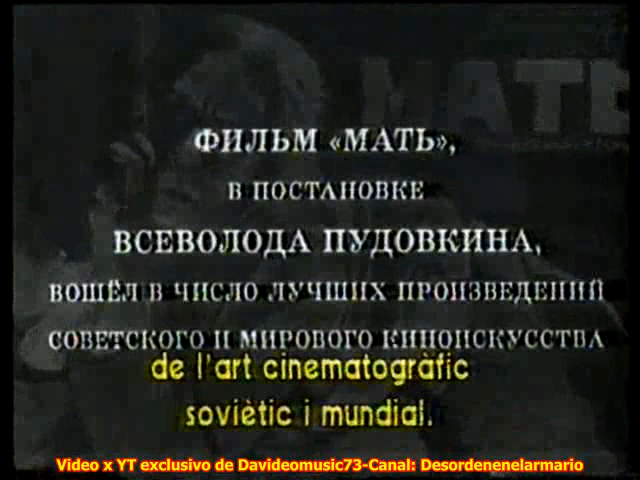 МАТЬ
ФИЛЬМ «МАТЬ»,
В ПОСТАНОВКЕ
ВСЕВОЛОДА ПУДОВКИНА,
ВОШЁЛ В ЧИСЛО ЛУЧШИХ ПРОИЗВЕДЕНИЙ
СОВЕТСКОГО И МИРОВОГО КИНОИСКУССТВА
de l'art cinematogràfic
soviètic i mundial.
Video x YT exclusivo de Davideomusic73-Canal: Desordenenelarmario